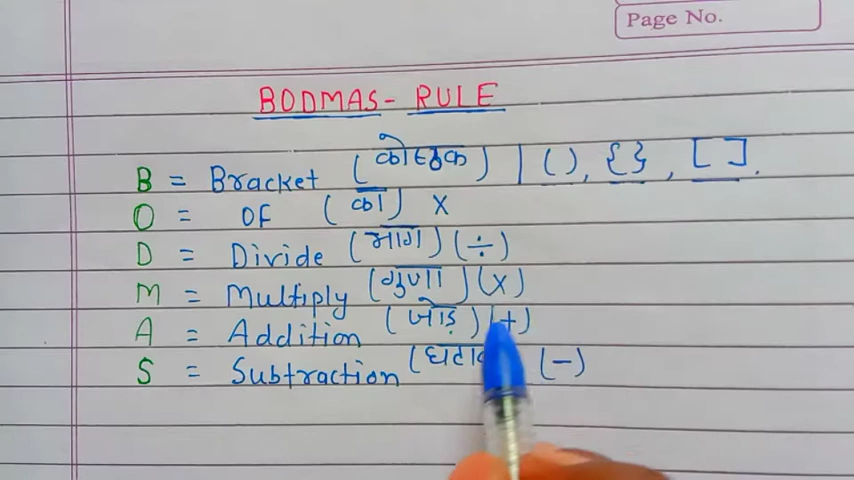 Page No.
BODMAS- RULE
B = Bracket (कोष्ठक) | (), {}, [ ].
O = OF (का) ×
D = Divide (भाग) (÷)
M = Multiply (गुणा) (×)
A = Addition (जोड़) (+)
S = Subtraction (-)